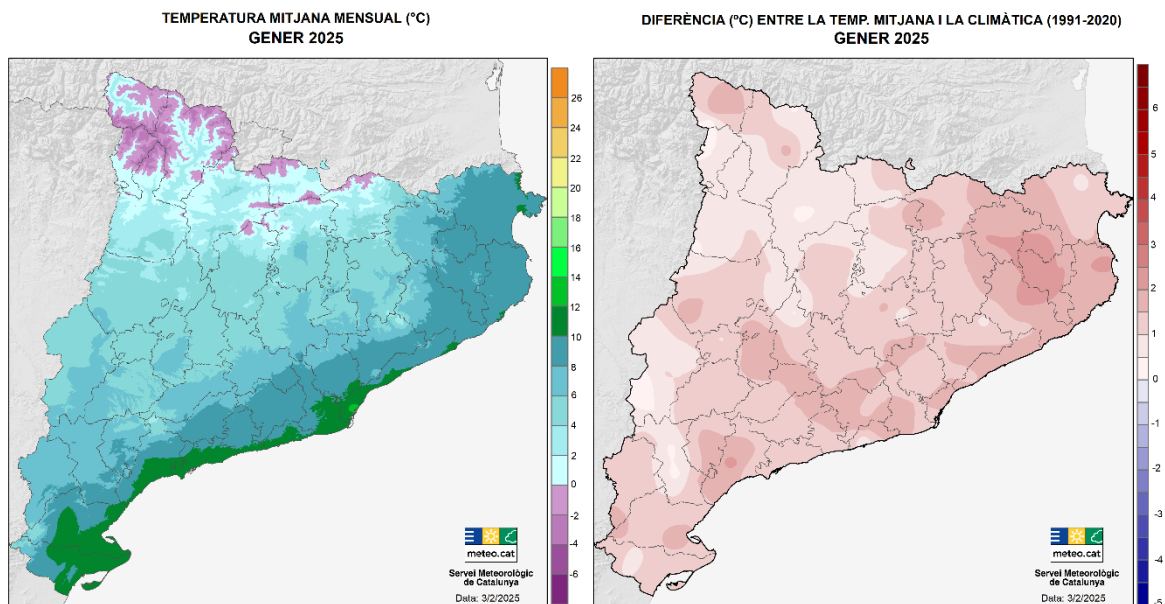 TEMPERATURA MITJANA MENSUAL (°C)
GENER 2025
26
24
22
20
18
16
14
12
10
8
6
4
2
0
-2
-4
-6
meteo.cat
Servei Meteorològic
de Catalunya
Data: 3/2/2025
DIFERÈNCIA (ºC) ENTRE LA TEMP. MITJANA I LA CLIMÀTICA (1991-2020)
GENER 2025
6
5
4
3
2
1
0
-1
-2
-3
-4
-5
meteo.cat
Servei Meteorològic
de Catalunya
Data: 3/2/2025